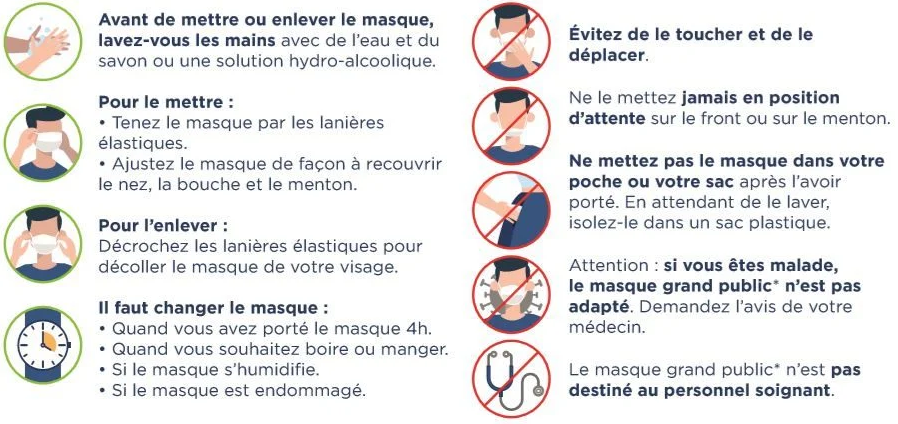 Avant de mettre ou enlever le masque,
lavez-vous les mains avec de l'eau et du
savon ou une solution hydro-alcoolique.
Pour le mettre :
• Tenez le masque par les lanières
élastiques.
• Ajustez le masque de façon à recouvrir
le nez, la bouche et le menton.
Pour l'enlever :
Décrochez les lanières élastiques pour
décoller le masque de votre visage.
Il faut changer le masque :
• Quand vous avez porté le masque 4h.
• Quand vous souhaitez boire ou manger.
• Si le masque s'humidifie.
• Si le masque est endommagé.
Évitez de le toucher et de le
déplacer.
Ne le mettez jamais en position
d'attente sur le front ou sur le menton.
Ne mettez pas le masque dans votre
poche ou votre sac après l'avoir
porté. En attendant de le laver,
isolez-le dans un sac plastique.
Attention : si vous êtes malade,
le masque grand public* n'est pas
adapté. Demandez l'avis de votre
médecin.
Le masque grand public* n'est pas
destiné au personnel soignant.